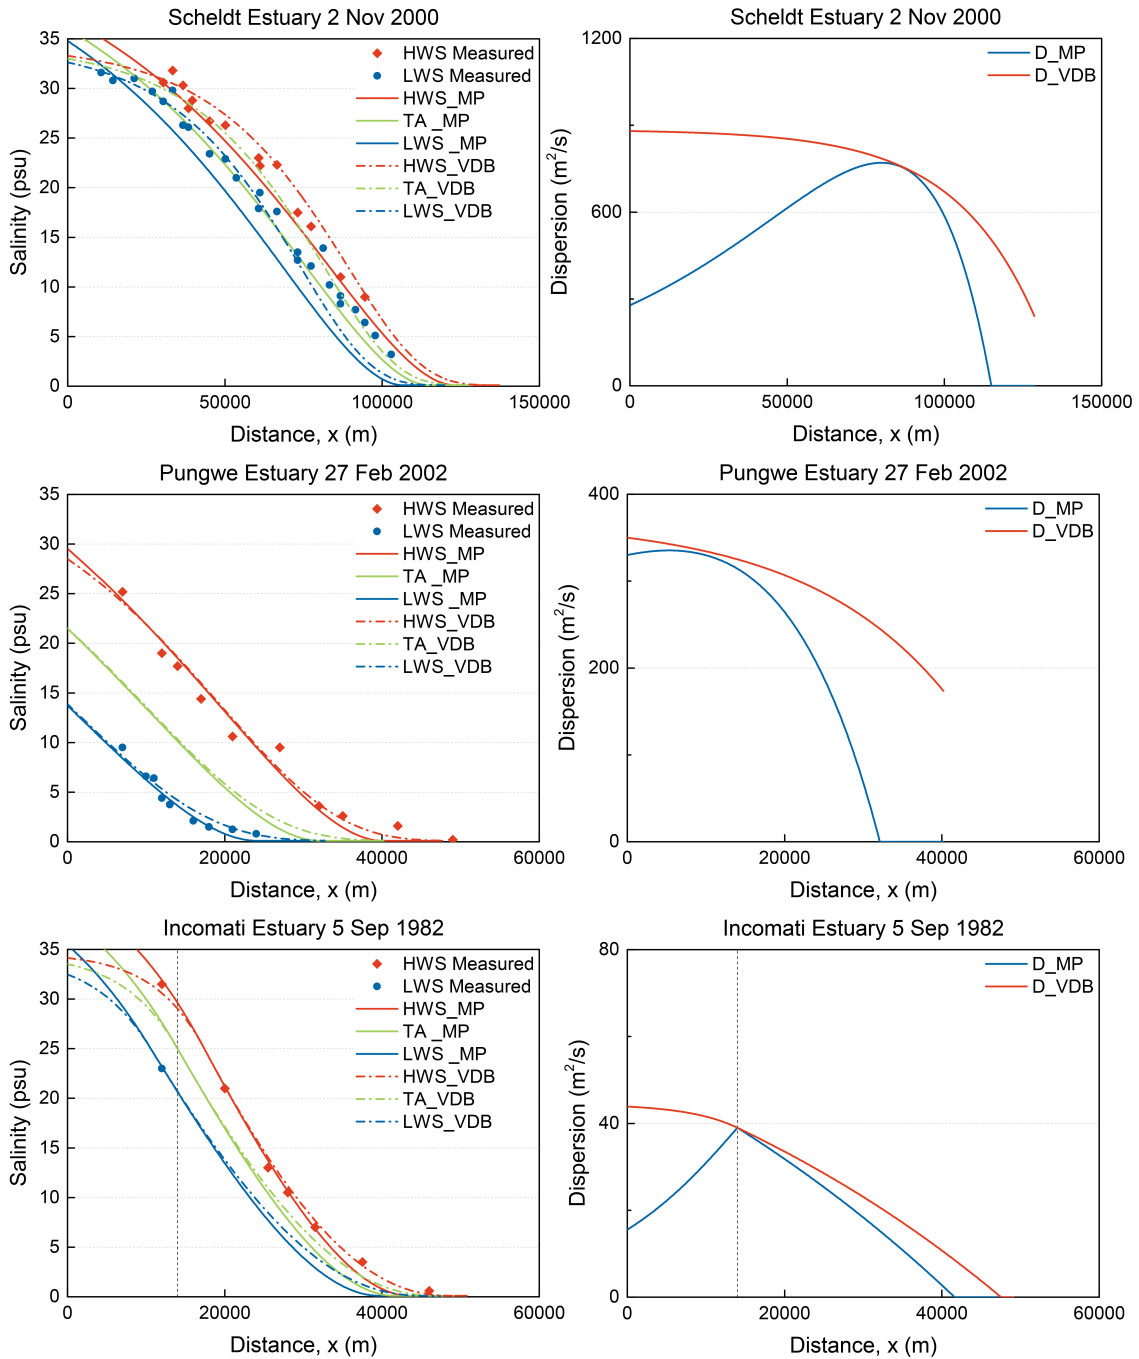 Scheldt Estuary 2 Nov 2000
35
30
25
20
15
10
5
0
Salinity (psu)
HWS Measured
LWS Measured
HWS_MP
TA _MP
LWS _MP
HWS_VDB
TA_VDB
LWS_VDB
0 50000 100000 150000
Distance, x (m)
Scheldt Estuary 2 Nov 2000
1200
600
0
Dispersion (m²/s)
D_MP
D_VDB
0 50000 100000 150000
Distance, x (m)
Pungwe Estuary 27 Feb 2002
35
30
25
20
15
10
5
0
Salinity (psu)
HWS Measured
LWS Measured
HWS_MP
TA _MP
LWS _MP
HWS_VDB
TA_VDB
LWS_VDB
0 20000 40000 60000
Distance, x (m)
Pungwe Estuary 27 Feb 2002
400
200
0
Dispersion (m²/s)
D_MP
D_VDB
0 20000 40000 60000
Distance, x (m)
Incomati Estuary 5 Sep 1982
35
30
25
20
15
10
5
0
Salinity (psu)
HWS Measured
LWS Measured
HWS_MP
TA _MP
LWS _MP
HWS_VDB
TA_VDB
LWS_VDB
0 20000 40000 60000
Distance, x (m)
Incomati Estuary 5 Sep 1982
80
40
0
Dispersion (m²/s)
D_MP
D_VDB
0 20000 40000 60000
Distance, x (m)